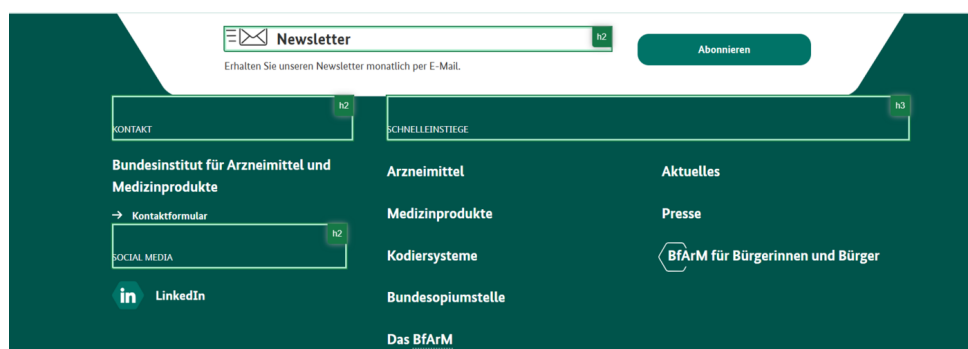 Newsletter
h2
Abonnieren
Erhalten Sie unseren Newsletter monatlich per E-Mail.
h2
KONTAKT
Bundesinstitut für Arzneimittel und
Medizinprodukte
→ Kontaktformular
h2
SOCIAL MEDIA
in LinkedIn
h3
SCHNELLEINSTIEGE
Arzneimittel
Medizinprodukte
Kodiersysteme
Bundesopiumstelle
Das BfArM
Aktuelles
Presse
BfArM für Bürgerinnen und Bürger